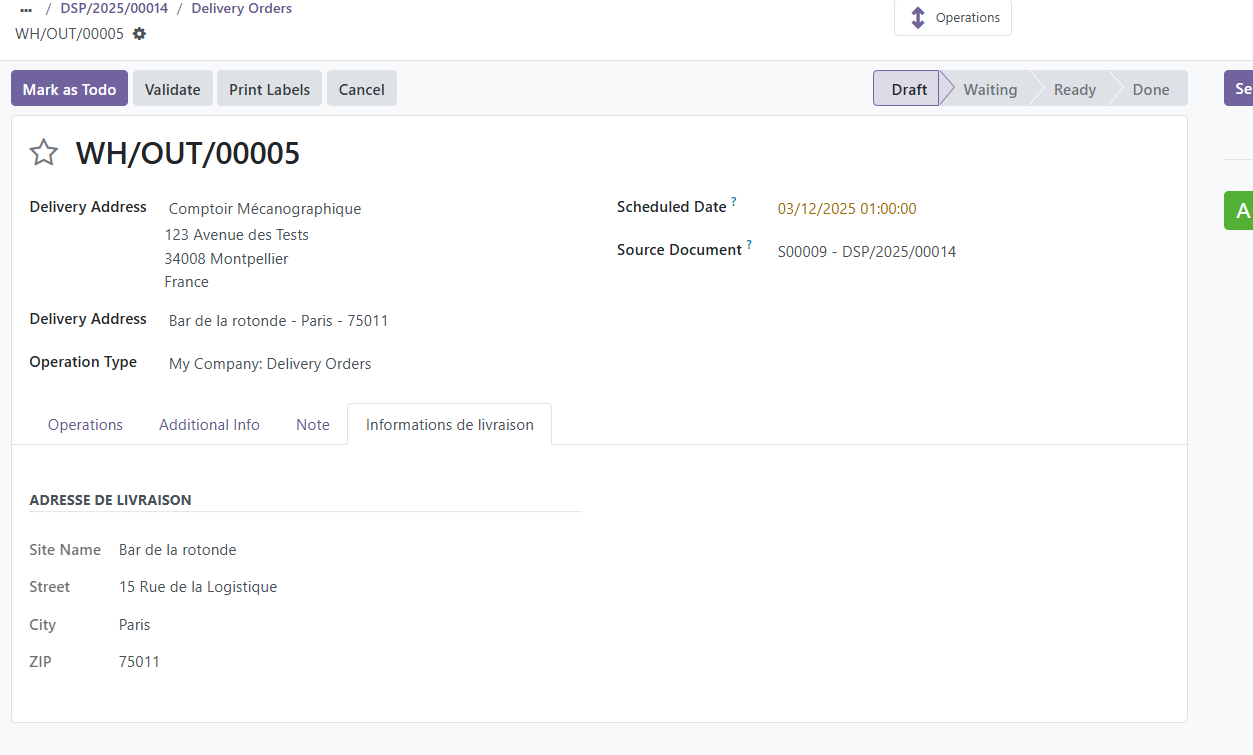 ... / DSP/2025/00014 / Delivery Orders
WH/OUT/00005
Operations
Mark as Todo
Validate
Print Labels
Cancel
Draft
Waiting
Ready
Done
Se
WH/OUT/00005
Delivery Address
Comptoir Mécanographique
123 Avenue des Tests
34008 Montpellier
France
Scheduled Date ?
03/12/2025 01:00:00
Source Document ?
S00009 - DSP/2025/00014
A
Delivery Address
Bar de la rotonde - Paris - 75011
Operation Type
My Company: Delivery Orders
Operations
Additional Info
Note
Informations de livraison
ADRESSE DE LIVRAISON
Site Name Bar de la rotonde
Street 15 Rue de la Logistique
City Paris
ZIP 75011